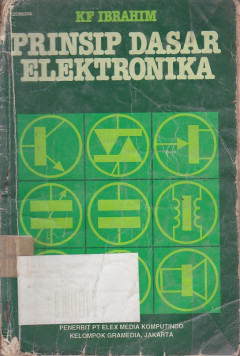 KF IBRAHIM
PRINSIP DASAR
ELEKTRONIKA
PENERBIT PT ELEX MEDIA KOMPUTINDO
KELOMPOK GRAMEDIA, JAKARTA